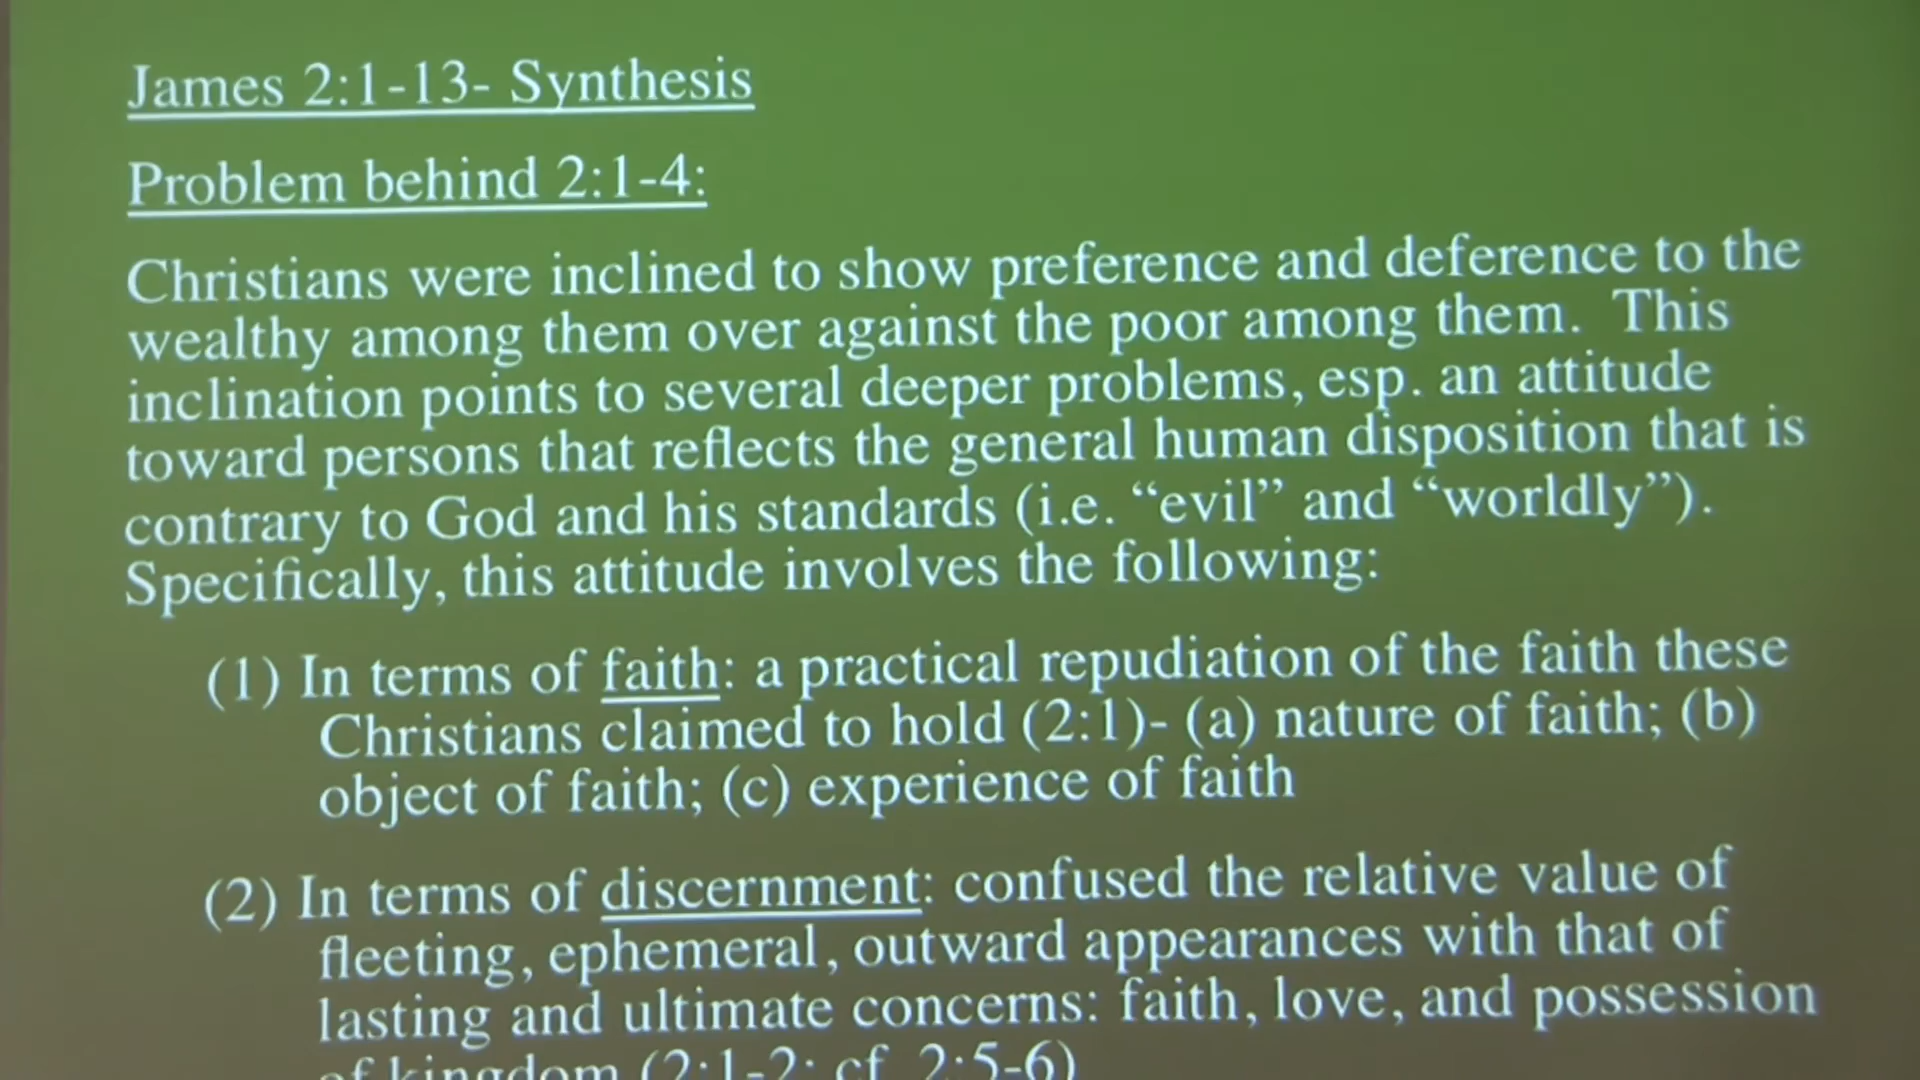 James 2:1-13- Synthesis
Problem behind 2:1-4:
Christians were inclined to show preference and deference to the
wealthy among them over against the poor among them.  This
inclination points to several deeper problems, esp. an attitude
toward persons that reflects the general human disposition that is
contrary to God and his standards (i.e. “evil” and “worldly”).
Specifically, this attitude involves the following:
(1) In terms of faith: a practical repudiation of the faith these
Christians claimed to hold (2:1)- (a) nature of faith; (b)
object of faith; (c) experience of faith
(2) In terms of discernment: confused the relative value of
fleeting, ephemeral, outward appearances with that of
lasting and ultimate concerns: faith, love, and possession
of kingdom (2:1-2; cf. 2:5-6)